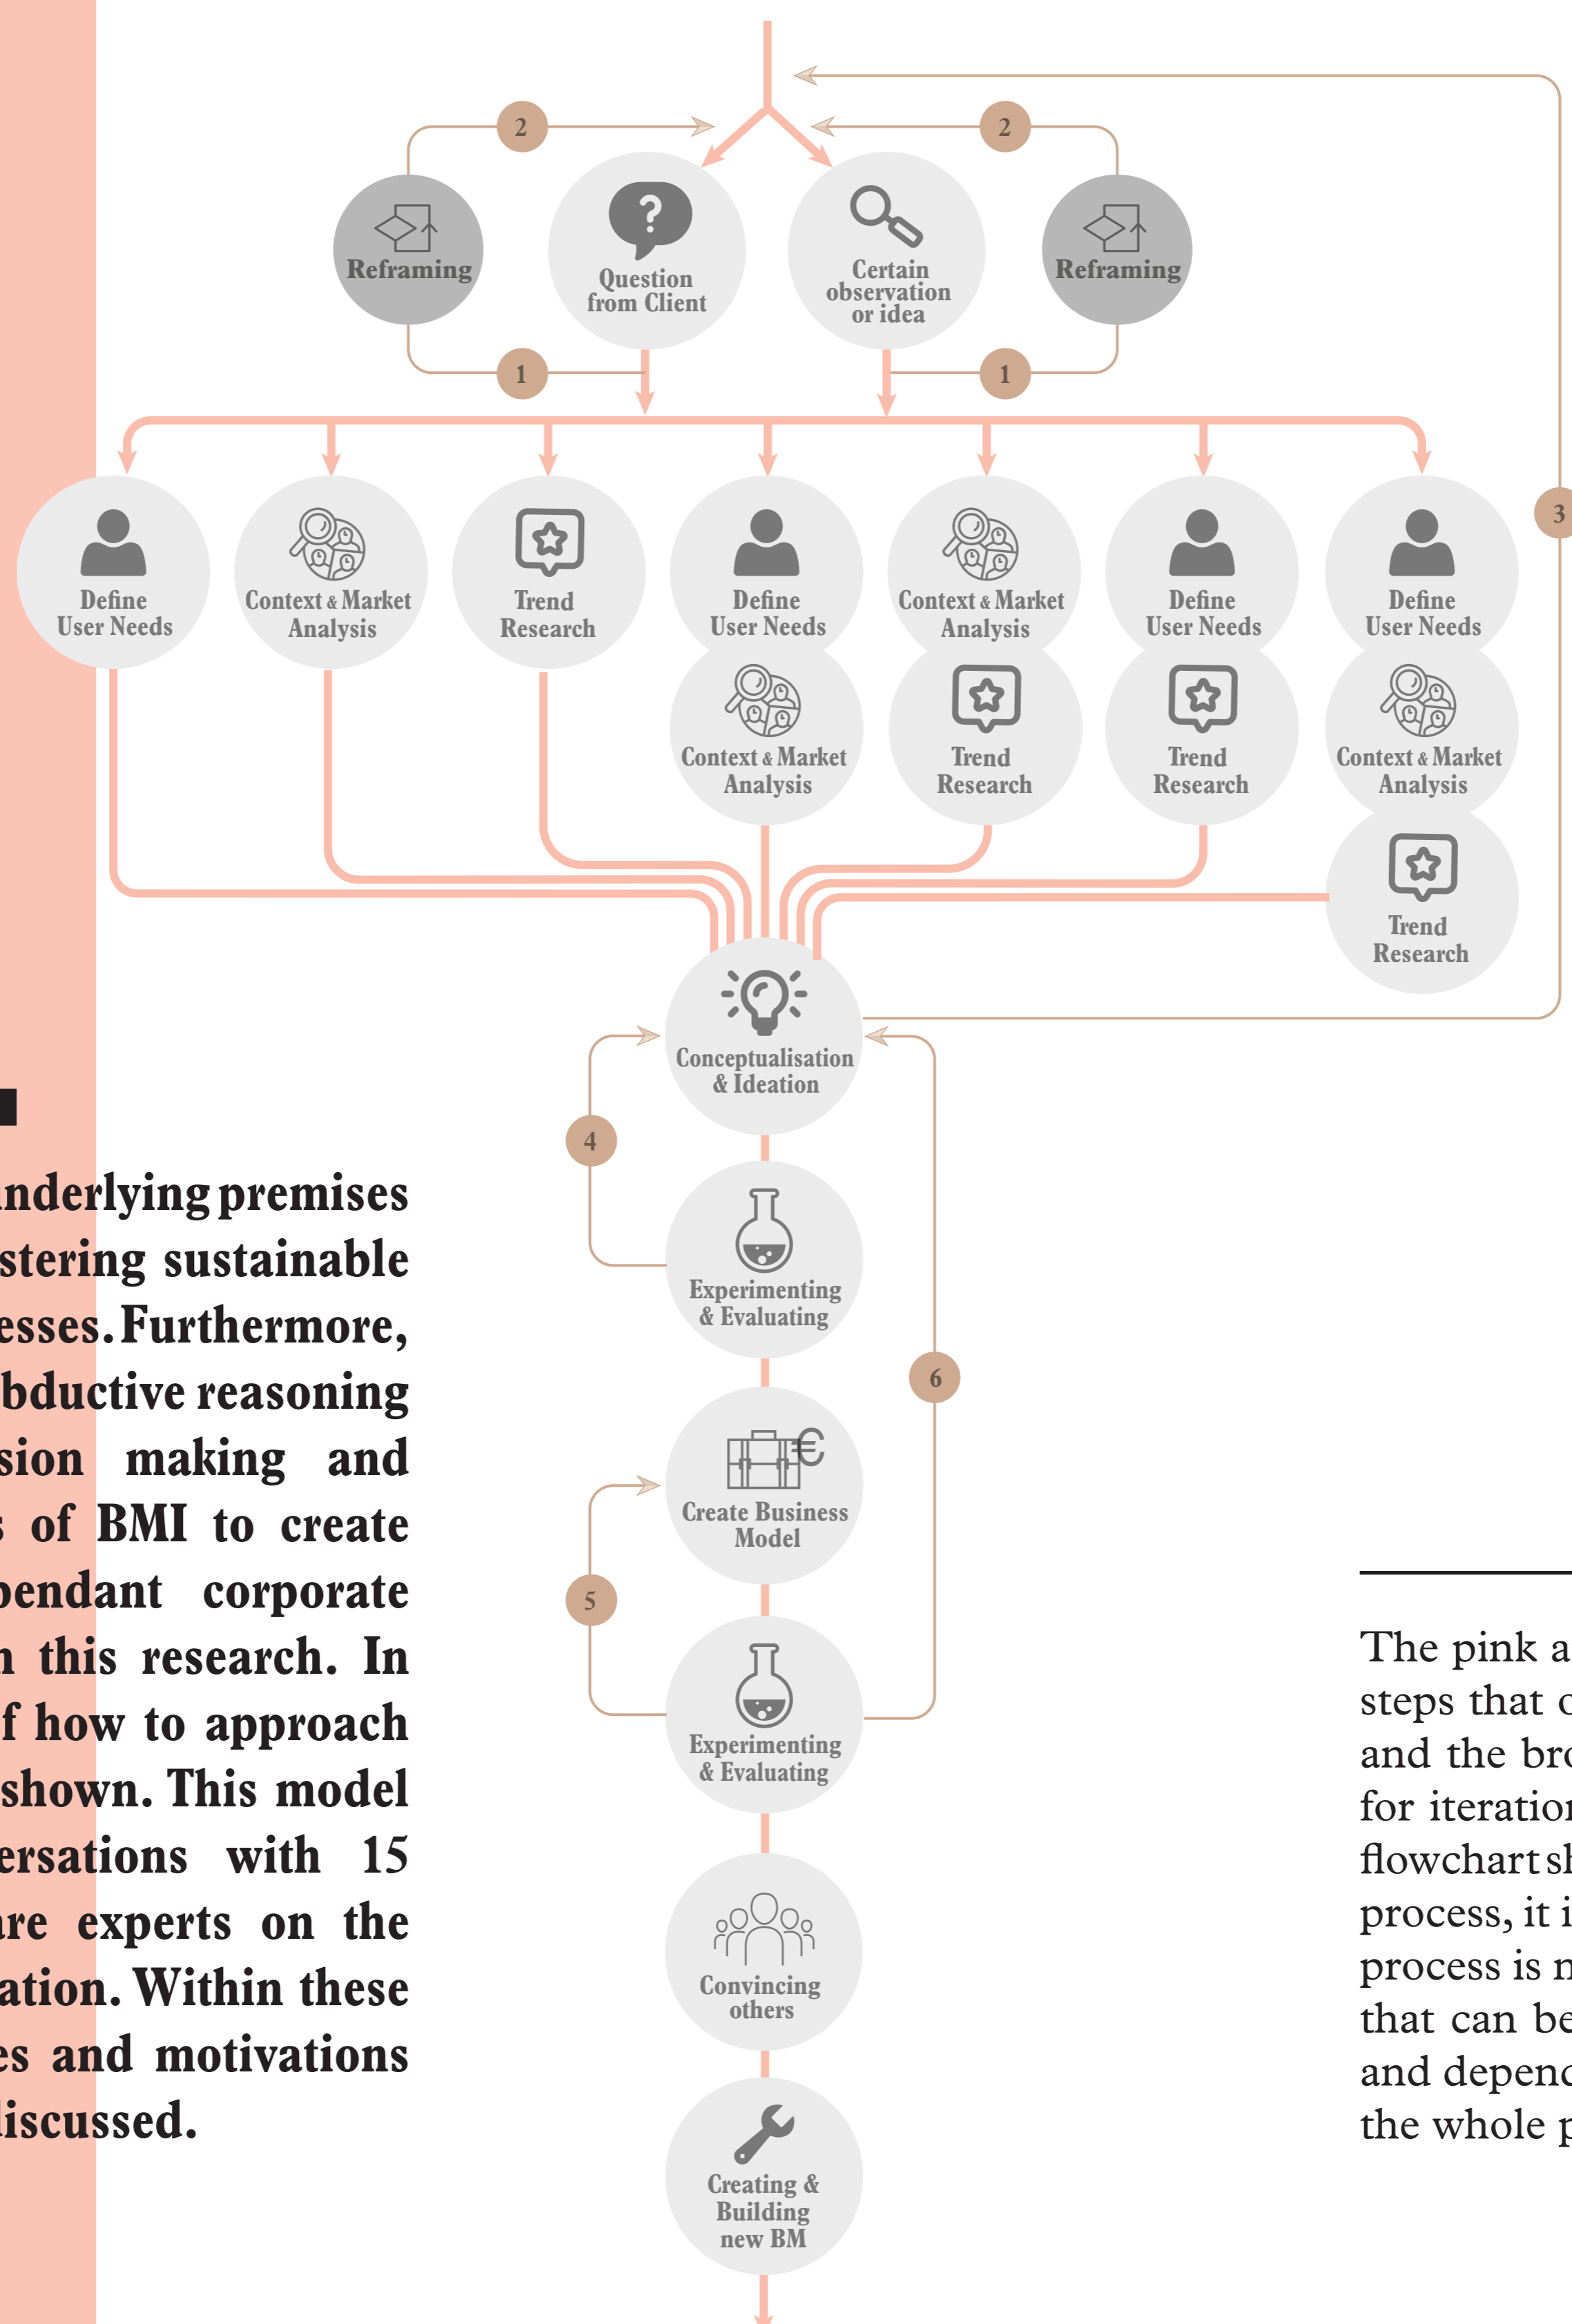 2
2
Reframing
Question
from Client
Certain
observation
or idea
Reframing
1
1
Define
User Needs
Context & Market
Analysis
Trend
Research
Define
User Needs
Context & Market
Analysis
Context & Market
Analysis
Trend
Research
Define
User Needs
Trend
Research
Define
User Needs
Context & Market
Analysis
Trend
Research
3
Conceptualisation
& Ideation
4
Experimenting
& Evaluating
6
Create Business
Model
5
Experimenting
& Evaluating
Convincing
others
Creating &
Building
new BM
nderlying premises
stering sustainable
esses. Furthermore,
bductive reasoning
sion making and
s of BMI to create
pendant corporate
n this research. In
f how to approach
shown. This model
ersations with 15
are experts on the
ation. Within these
es and motivations
discussed.
The pink a
steps that o
and the bro
for iteration
flowchart sh
process, it i
process is n
that can be
and depend
the whole p